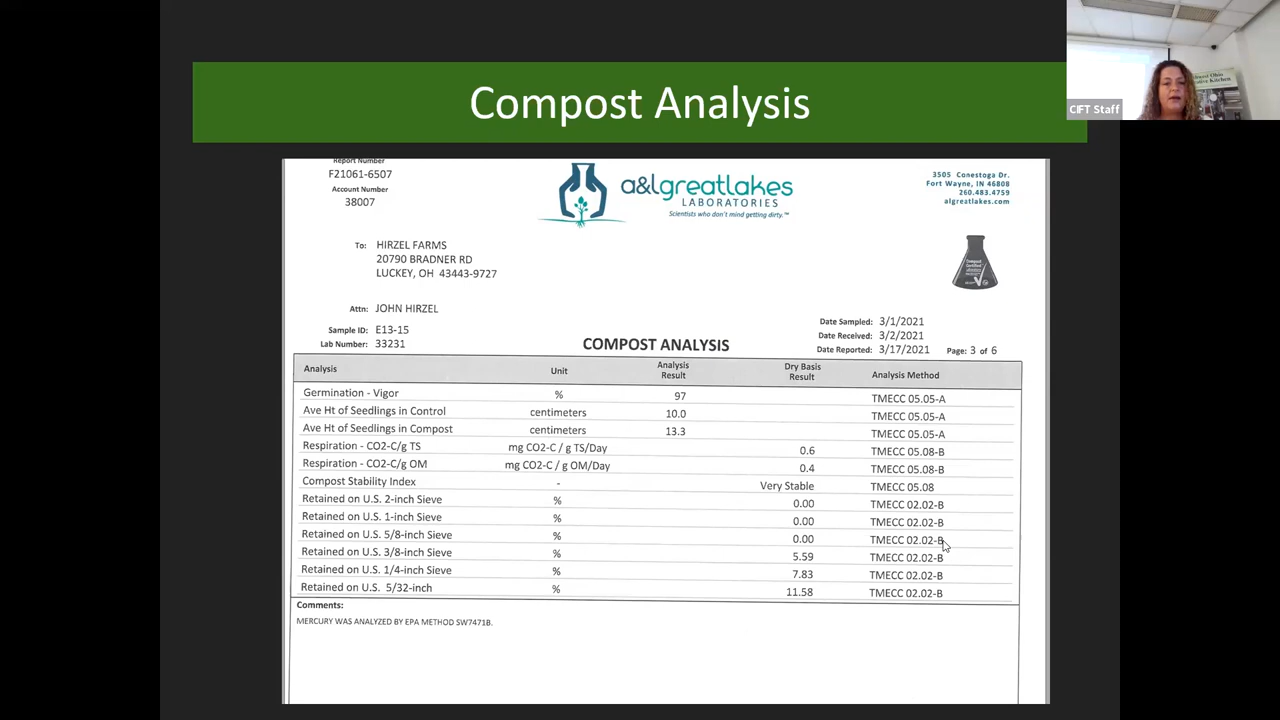 Compost Analysis
CIFT Staff
Report Number
F21061-6507
Account Number
38007
a&lgreatlakes
LABORATORIES
Scientists who don't mind getting dirty.™
3505 Conestoga Dr.
Fort Wayne, IN 46808
260.483.4759
algreatlakes.com
To: HIRZEL FARMS
20790 BRADNER RD
LUCKEY, OH 43443-9727
Attn: JOHN HIRZEL
Sample ID: E13-15
Lab Number: 33231
COMPOST ANALYSIS
Date Sampled: 3/1/2021
Date Received: 3/2/2021
Date Reported: 3/17/2021 Page: 3 of 6
Analysis Unit Analysis Result Dry Basis Result Analysis Method
Germination - Vigor % 97 TMECC 05.05-A
Ave Ht of Seedlings in Control centimeters 10.0 TMECC 05.05-A
Ave Ht of Seedlings in Compost centimeters 13.3 TMECC 05.05-A
Respiration - CO2-C/g TS mg CO2-C / g TS/Day 0.6 TMECC 05.08-B
Respiration - CO2-C/g OM mg CO2-C / g OM/Day 0.4 TMECC 05.08-B
Compost Stability Index - Very Stable TMECC 05.08
Retained on U.S. 2-inch Sieve % 0.00 TMECC 02.02-B
Retained on U.S. 1-inch Sieve % 0.00 TMECC 02.02-B
Retained on U.S. 5/8-inch Sieve % 0.00 TMECC 02.02-B
Retained on U.S. 3/8-inch Sieve % 5.59 TMECC 02.02-B
Retained on U.S. 1/4-inch Sieve % 7.83 TMECC 02.02-B
Retained on U.S. 5/32-inch % 11.58 TMECC 02.02-B
Comments:
MERCURY WAS ANALYZED BY EPA METHOD SW7471B.